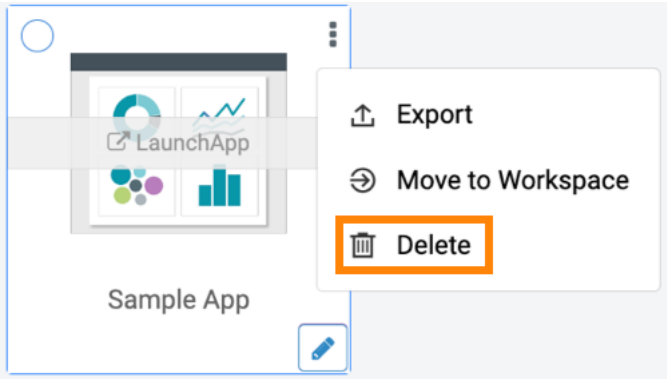 Export
LaunchApp
Move to Workspace
Delete
Sample App